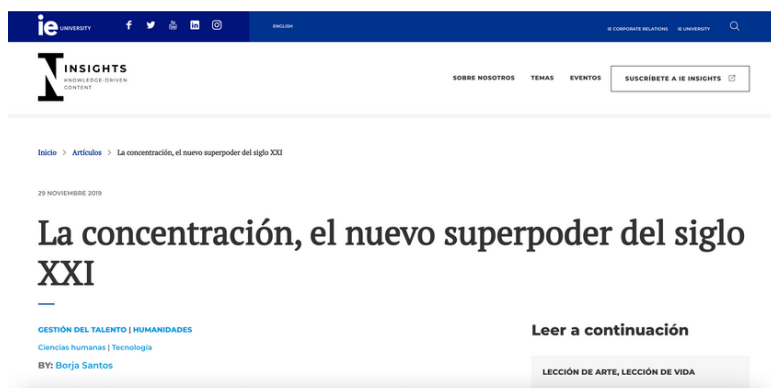 ie UNIVERSITY
ENGLISH
IE CORPORATE RELATIONS IE UNIVERSITY
IN INSIGHTS
KNOWLEDGE-DRIVEN
CONTENT
SOBRE NOSOTROS TEMAS EVENTOS SUSCRÍBETE A IE INSIGHTS
Inicio > Artículos > La concentración, el nuevo superpoder del siglo XXI
29 NOVIEMBRE 2019
La concentración, el nuevo superpoder del siglo
XXI
GESTIÓN DEL TALENTO | HUMANIDADES
Ciencias humanas | Tecnología
BY: Borja Santos
Leer a continuación
LECCIÓN DE ARTE, LECCIÓN DE VIDA